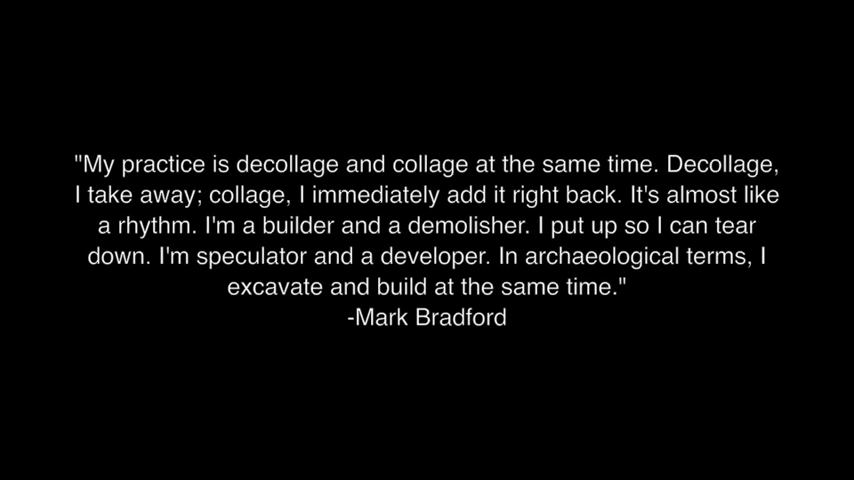 "My practice is decollage and collage at the same time. Decollage,
I take away; collage, I immediately add it right back. It's almost like
a rhythm. I'm a builder and a demolisher. I put up so I can tear
down. I'm speculator and a developer. In archaeological terms, I
excavate and build at the same time."
-Mark Bradford